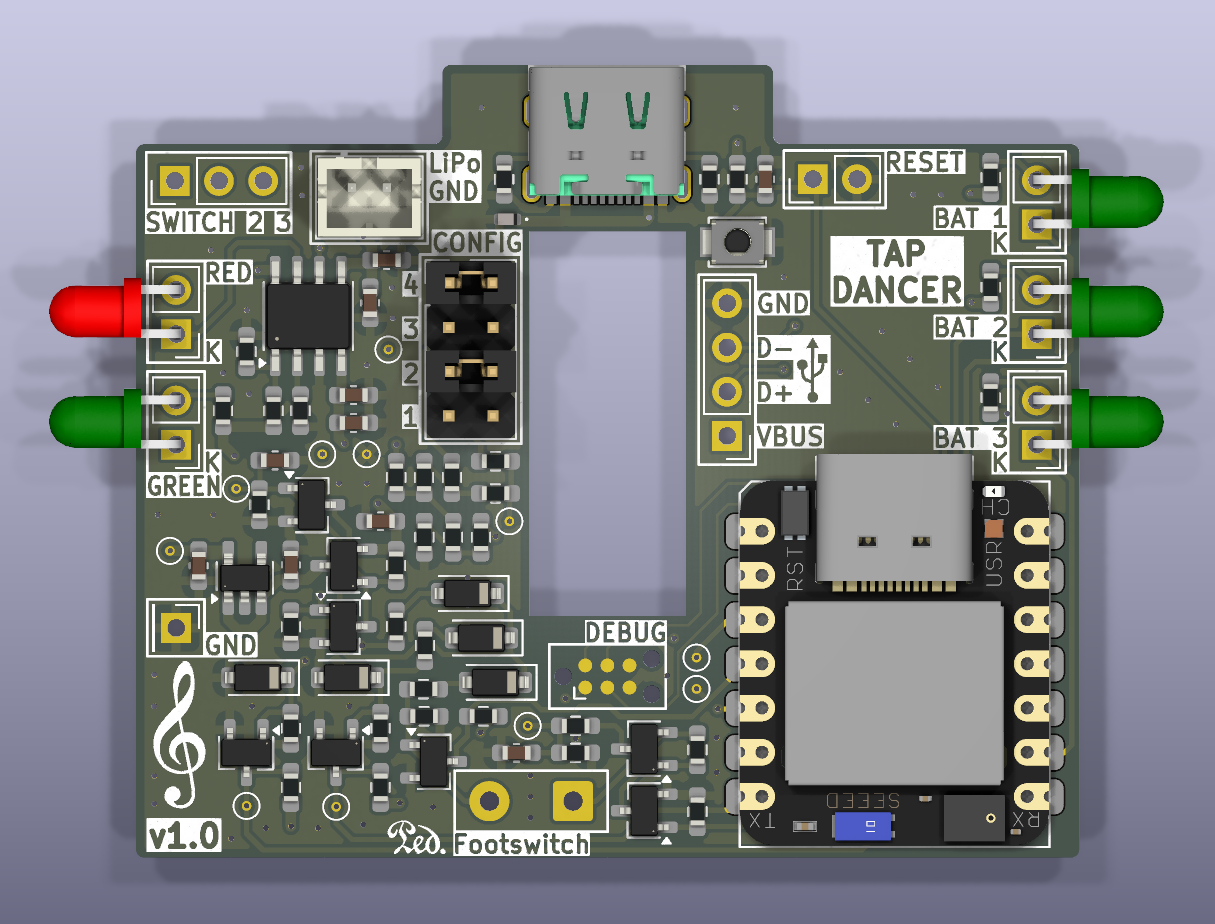 LiPo
GND
SWITCH 2 3
RESET
BAT 1
K
CONFIG
TAP
DANCER
RED
K
4
3
2
1
GND
D-
D+
VBUS
BAT 2
K
BAT 3
K
K
GREEN
CH
USR
RST
GND
DEBUG
SEEED
TX
RX
v1.0
Ped.
Footswitch